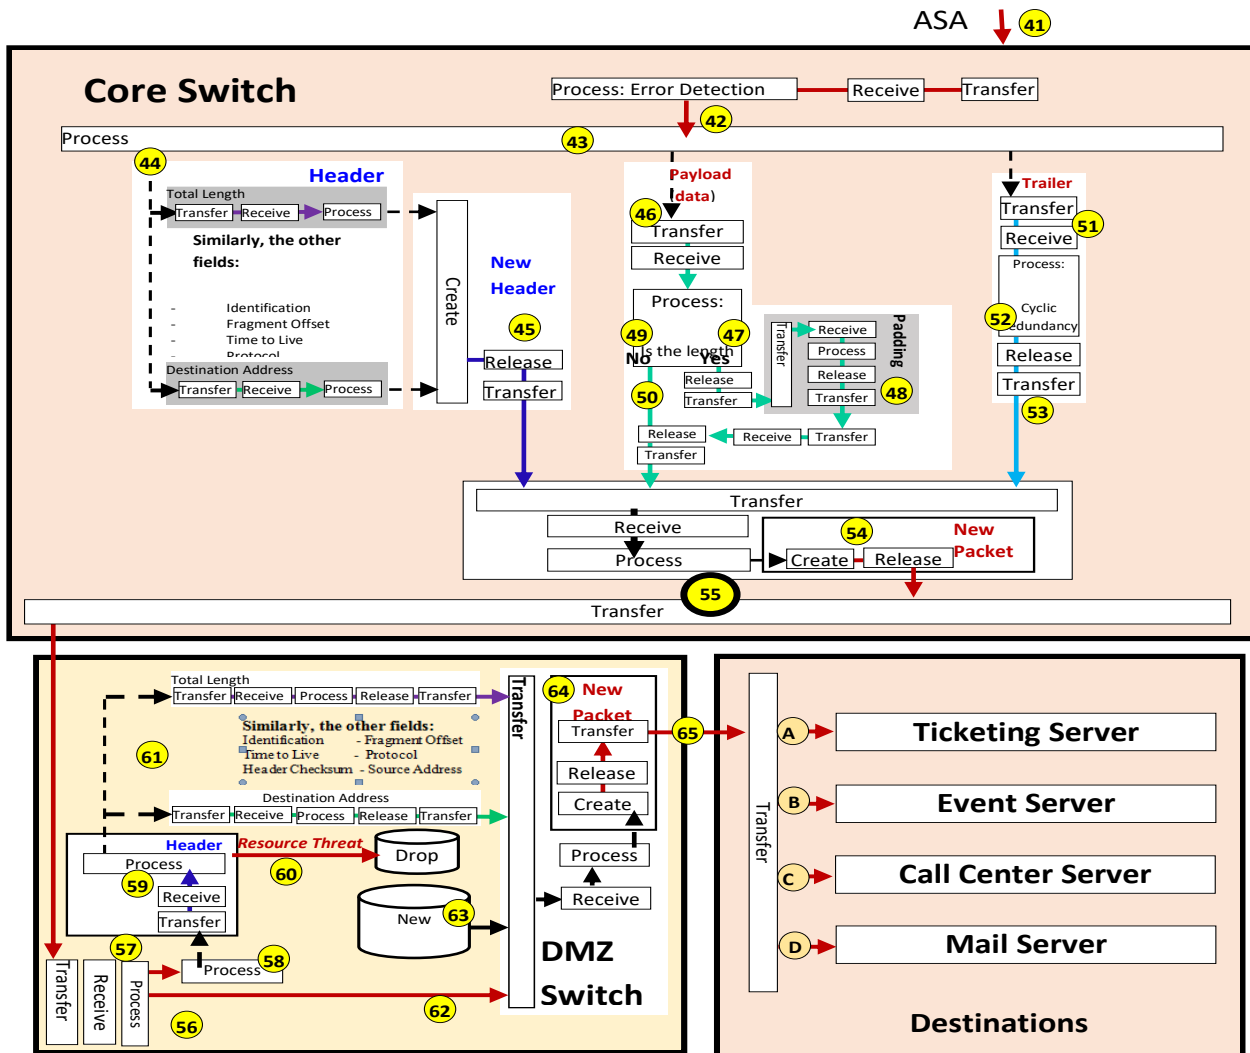 ASA
41
Core Switch
Process: Error Detection
Receive
Transfer
42
Process
43
44
Header
Total Length
Transfer
Receive
Process
Similarly, the other
fields:
- Identification
- Fragment Offset
- Time to Live
- Protocol
Destination Address
Transfer
Receive
Process
Create
New
Header
45
Release
Transfer
Payload
(data)
46
Transfer
Receive
Process:
49
47
Is the length
No
Yes
50
Release
Transfer
Transfer
Receive
Process
Release
Transfer
Padding
48
Transfer
Receive
Release
Transfer
Trailer
Transfer
51
Receive
Process:
52
Cyclic
Release
Transfer
53
Transfer
Receive
Process
54
New
Packet
Create
Release
55
Transfer
Total Length
Transfer
Receive
Process
Release
Transfer
61
Similarly, the other fields:
Identification - Fragment Offset
Time to Live - Protocol
Header Checksum - Source Address
Destination Address
Transfer
Receive
Process
Release
Transfer
Header
Process
59
Receive
Transfer
Resource Threat
60
Drop
New
63
57
Process
58
Transfer
Receive
Process
56
62
Transfer
64
New
Packet
Transfer
Release
Create
Process
Receive
DMZ
Switch
65
Transfer
A
Ticketing Server
B
Event Server
C
Call Center Server
D
Mail Server
Destinations